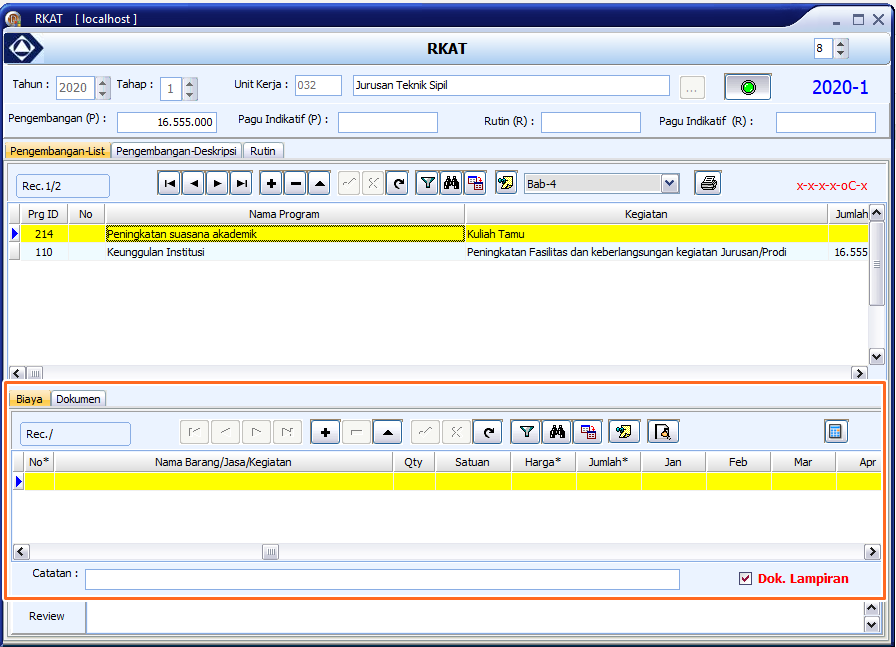 RKAT [ localhost ]
RKAT
8
Tahun : 2020 Tahap : 1 Unit Kerja : 032 Jurusan Teknik Sipil ... 2020-1
Pengembangan (P) : 16.555.000 Pagu Indikatif (P) : Rutin (R) : Pagu Indikatif (R) :
Pengembangan-List Pengembangan-Deskripsi Rutin
Rec. 1/2 Bab-4 x-x-x-x-oC-x
Prg ID No Nama Program Kegiatan Jumlah
214 Peningkatan suasana akademik Kuliah Tamu
110 Keunggulan Institusi Peningkatan Fasilitas dan keberlangsungan kegiatan Jurusan/Prodi 16.555
Biaya Dokumen
Rec./
No* Nama Barang/Jasa/Kegiatan Qty Satuan Harga* Jumlah* Jan Feb Mar Apr
Catatan : Dok. Lampiran
Review